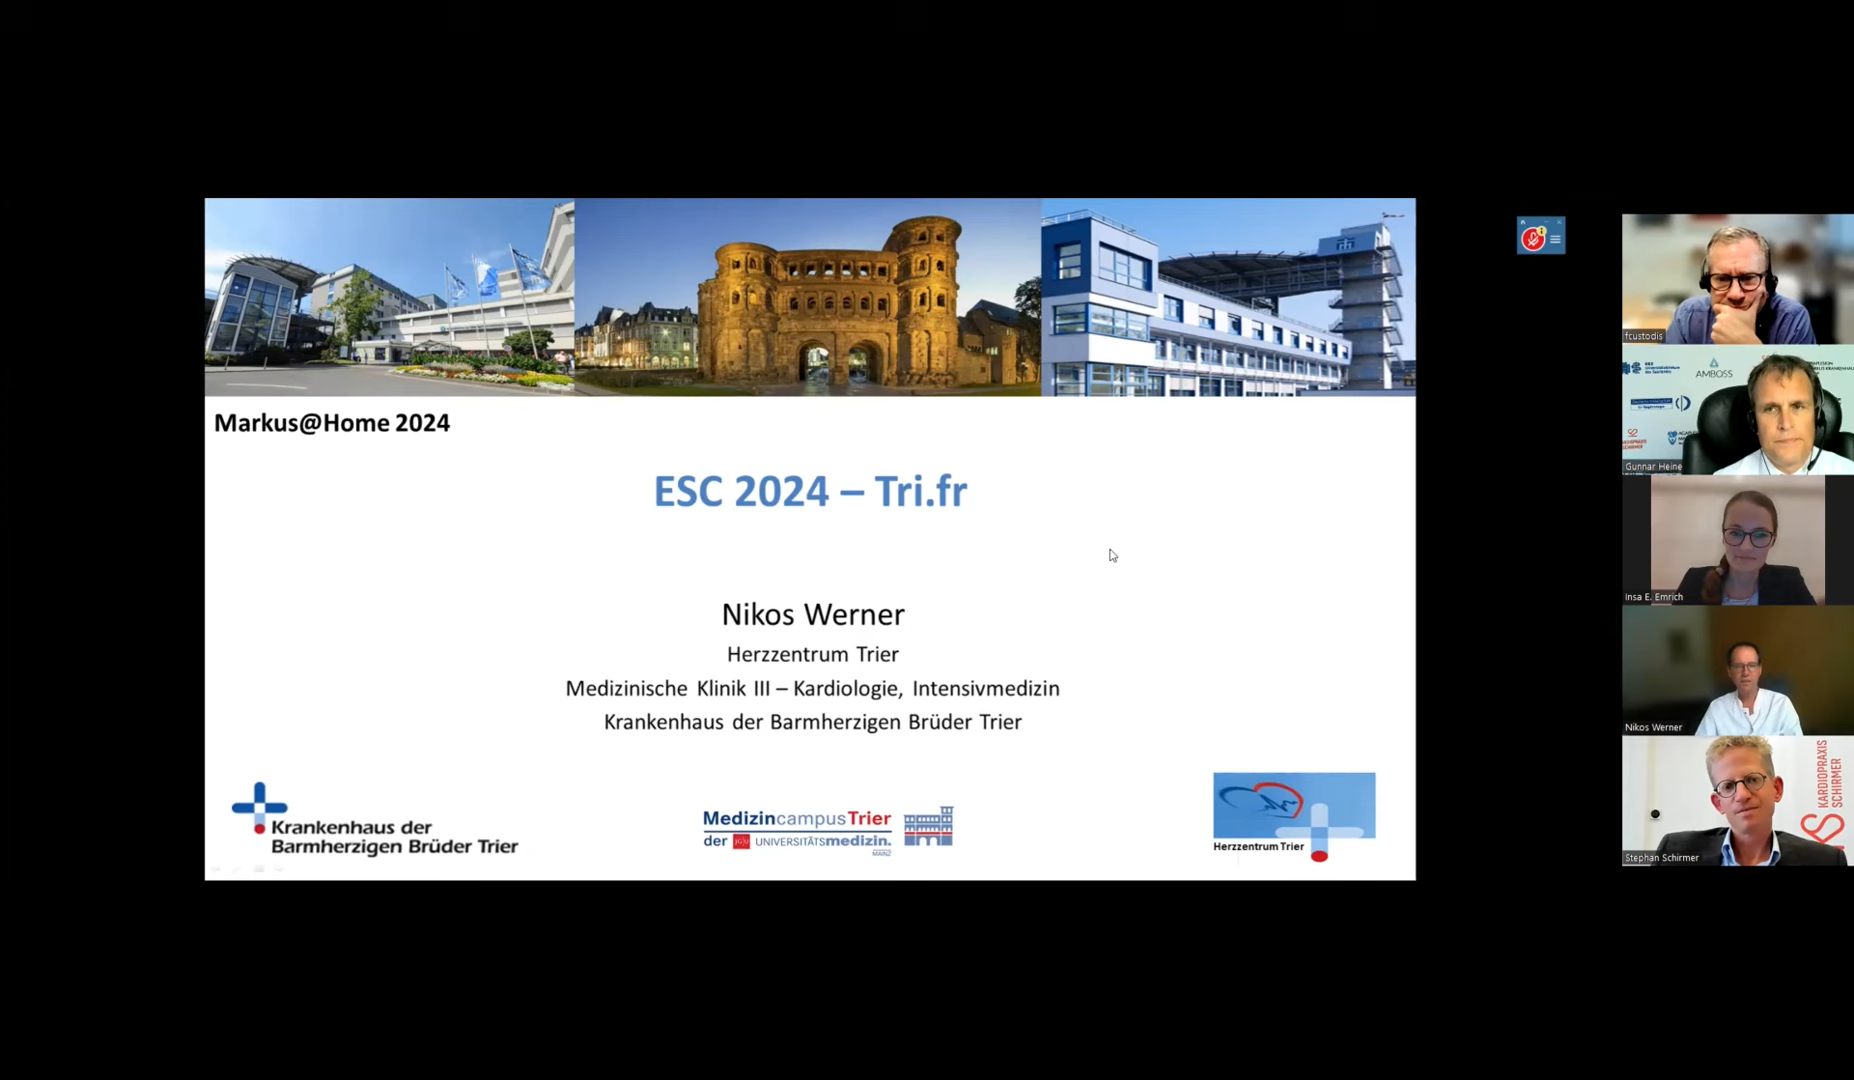 Markus@Home 2024
ESC 2024 – Tri.fr
Nikos Werner
Herzzentrum Trier
Medizinische Klinik III – Kardiologie, Intensivmedizin
Krankenhaus der Barmherzigen Brüder Trier
Krankenhaus der
Barmherzigen Brüder Trier
MedizincampusTrier
der JGU UNIVERSITÄTSmedizin.
MAINZ
Herzzentrum Trier
fcustodis
AMBOSS
Gunnar Heine
Insa E. Emrich
Nikos Werner
KARDIOPRAXIS
SCHIRMER
Stephan Schirmer